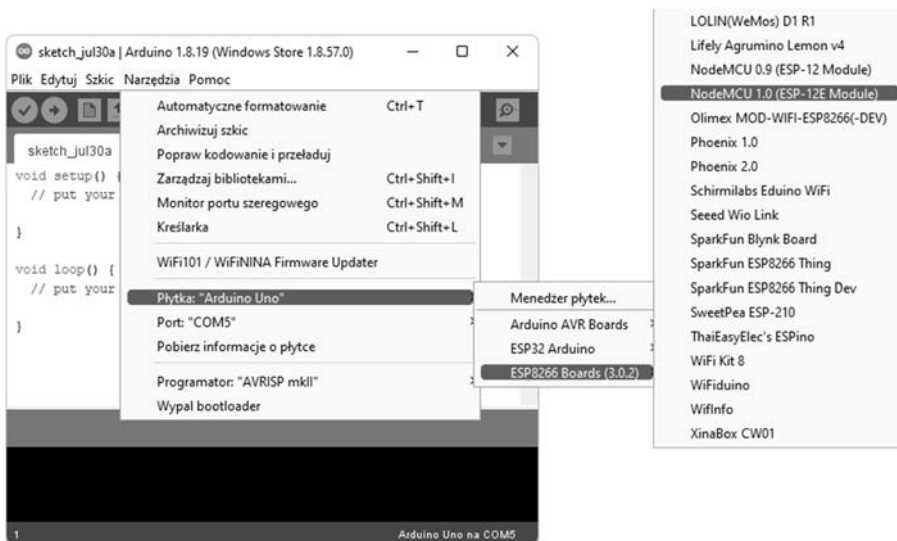 sketch_jul30a | Arduino 1.8.19 (Windows Store 1.8.57.0)
Plik Edytuj Szkic Narzędzia Pomoc
sketch_jul30a
void setup() {
// put your
}
void loop() {
// put your
}
Automatyczne formatowanie Ctrl+T
Archiwizuj szkic
Popraw kodowanie i przeładuj
Zarządzaj bibliotekami... Ctrl+Shift+I
Monitor portu szeregowego Ctrl+Shift+M
Kreślarka Ctrl+Shift+L
WiFi101 / WiFiNINA Firmware Updater
Płytka: "Arduino Uno"
Port: "COM5"
Pobierz informacje o płytce
Programator: "AVRISP mkII"
Wypal bootloader
Menedżer płytek...
Arduino AVR Boards
ESP32 Arduino
ESP8266 Boards (3.0.2)
LOLIN(WeMos) D1 R1
Lifely Agrumino Lemon v4
NodeMCU 0.9 (ESP-12 Module)
NodeMCU 1.0 (ESP-12E Module)
Olimex MOD-WIFI-ESP8266(-DEV)
Phoenix 1.0
Phoenix 2.0
Schirmilabs Eduino WiFi
Seeed Wio Link
SparkFun Blynk Board
SparkFun ESP8266 Thing
SparkFun ESP8266 Thing Dev
SweetPea ESP-210
ThaiEasyElec's ESPino
WiFi Kit 8
WiFiduino
WifInfo
XinaBox CW01
1 Arduino Uno na COM5